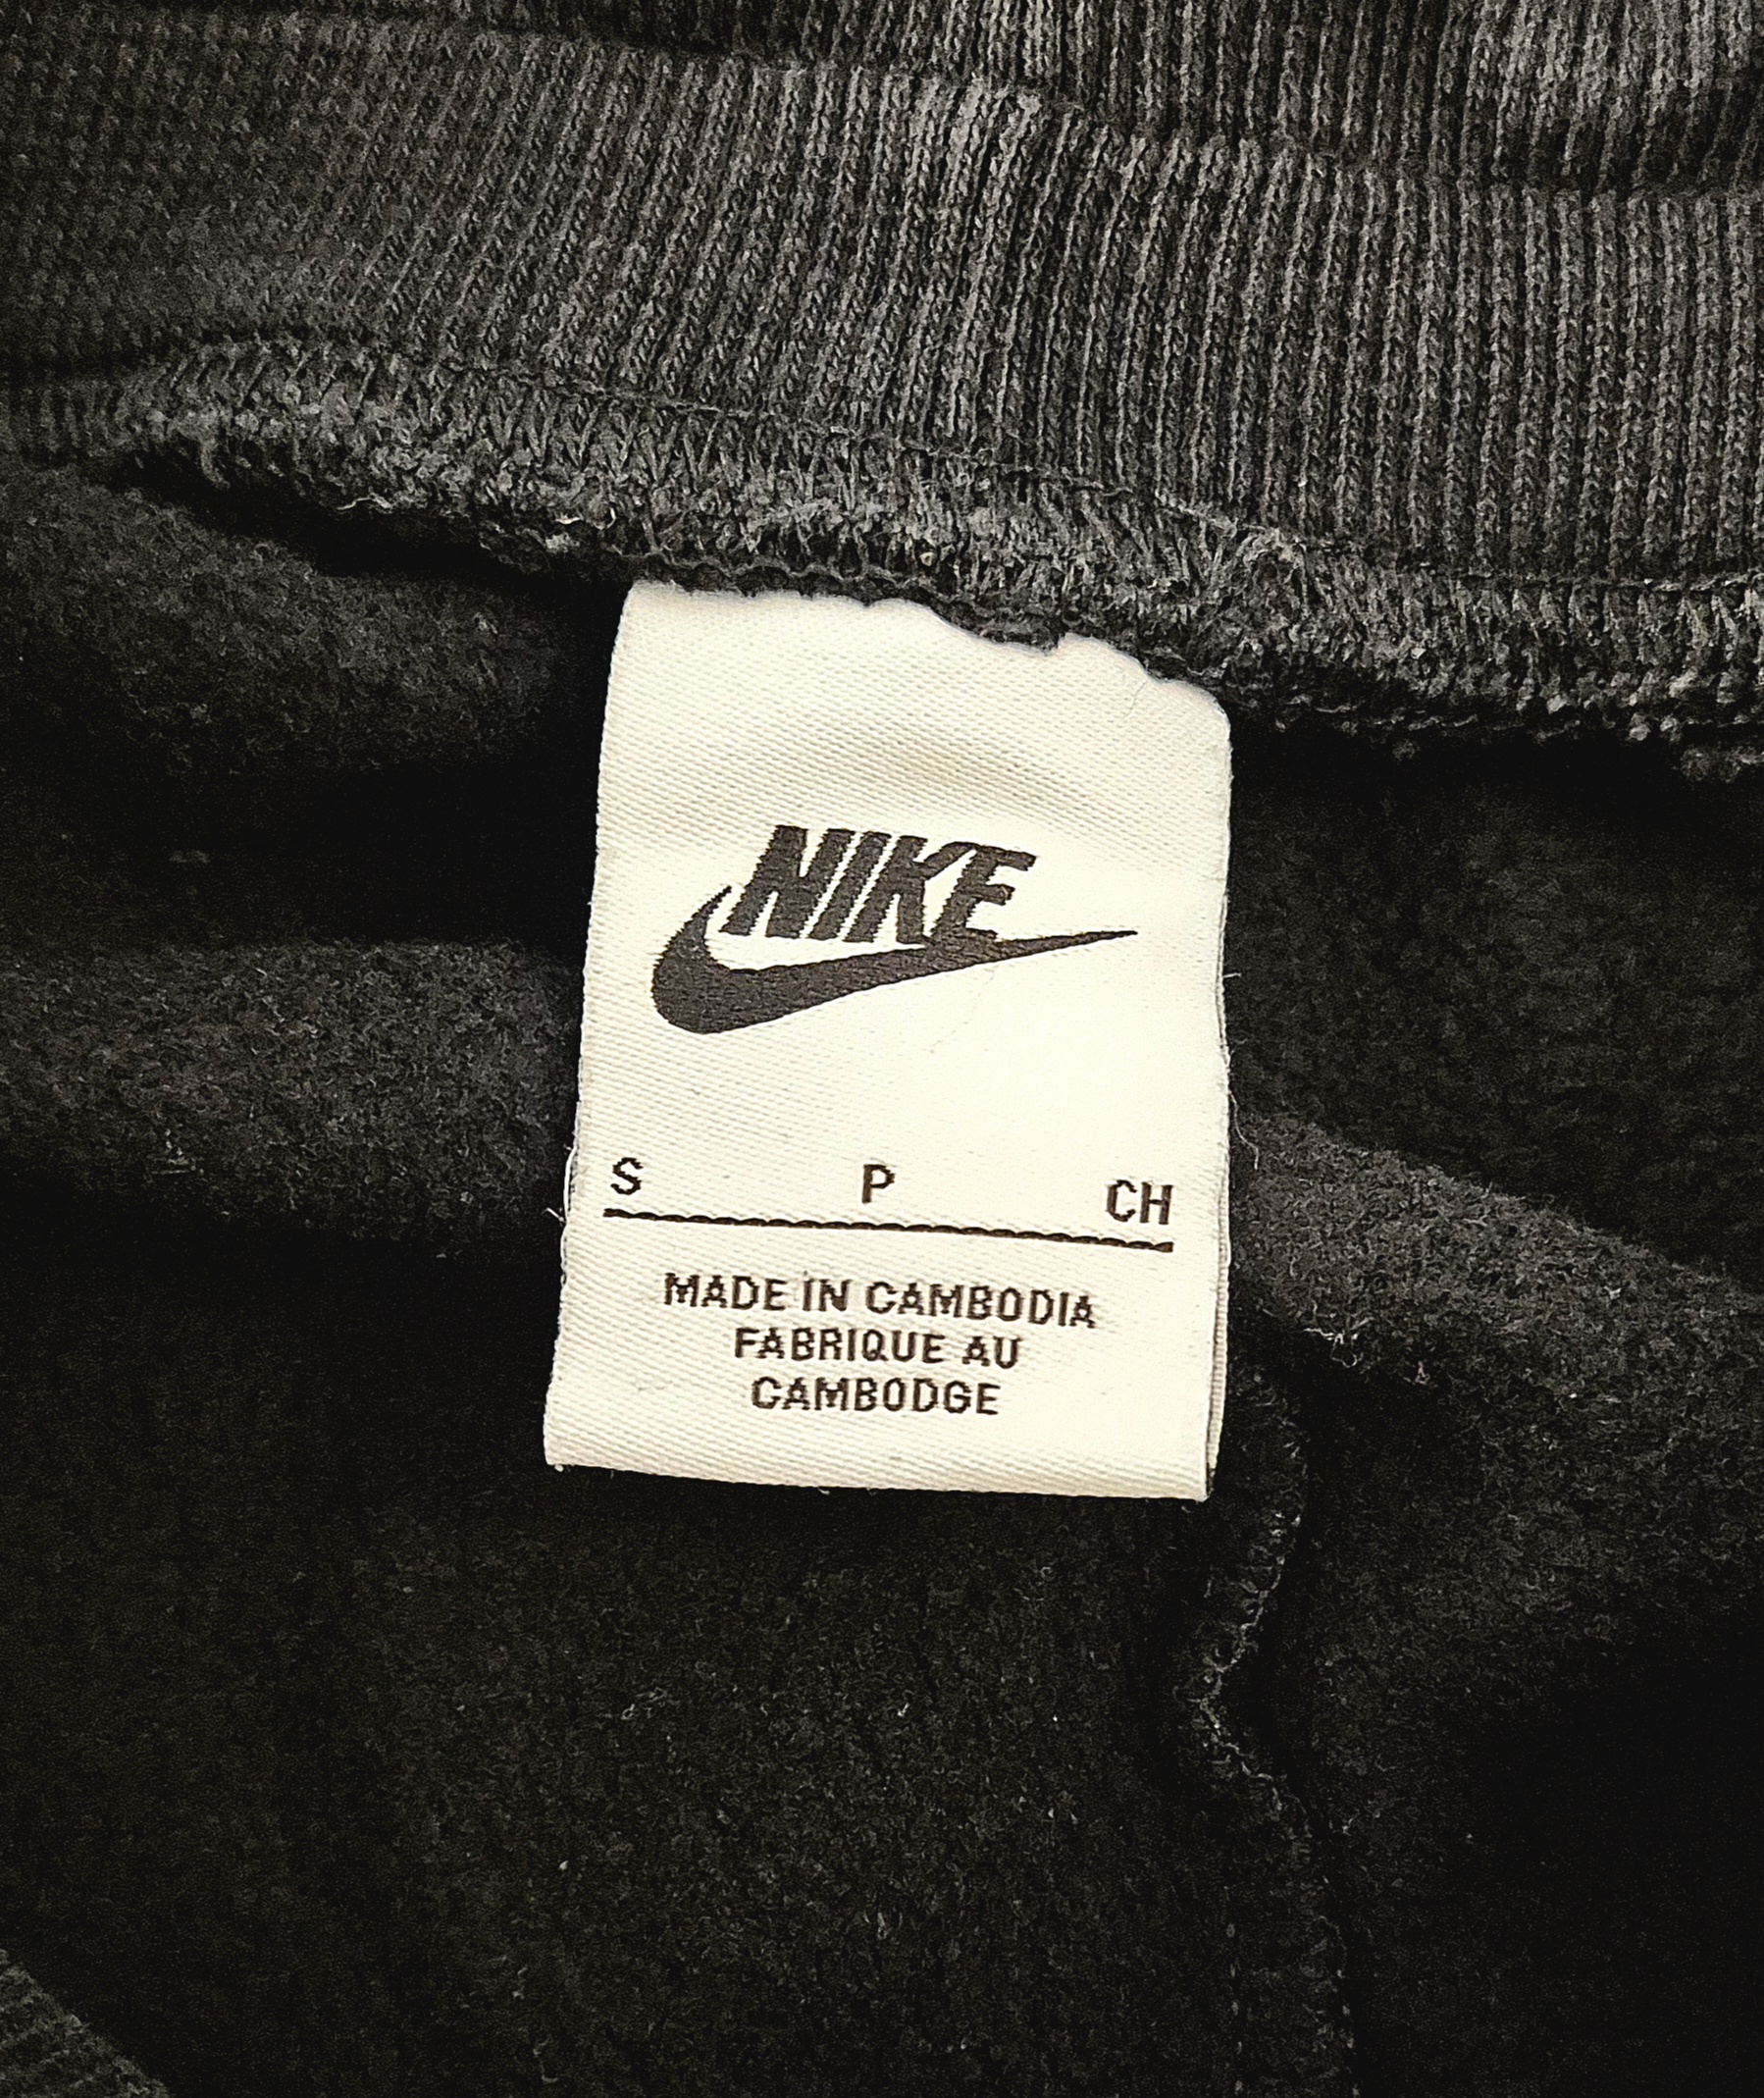 NIKE
S P CH
MADE IN CAMBODIA
FABRIQUE AU
CAMBODGE